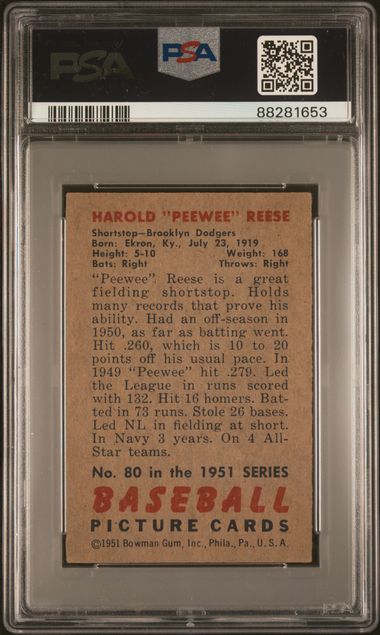 PSA
PSA
88281653
HAROLD "PEEWEE" REESE
Shortstop—Brooklyn Dodgers
Born: Ekron, Ky., July 23, 1919
Height: 5-10 Weight: 168
Bats: Right Throws: Right
"Peewee" Reese is a great
fielding shortstop. Holds
many records that prove his
ability. Had an off-season in
1950, as far as batting went.
Hit .260, which is 10 to 20
points off his usual pace. In
1949 "Peewee" hit .279. Led
the League in runs scored
with 132. Hit 16 homers. Bat-
ted in 73 runs. Stole 26 bases.
Led NL in fielding at short.
In Navy 3 years. On 4 All-
Star teams.
No. 80 in the 1951 SERIES
BASEBALL
PICTURE CARDS
©1951 Bowman Gum, Inc., Phila., Pa., U. S. A.